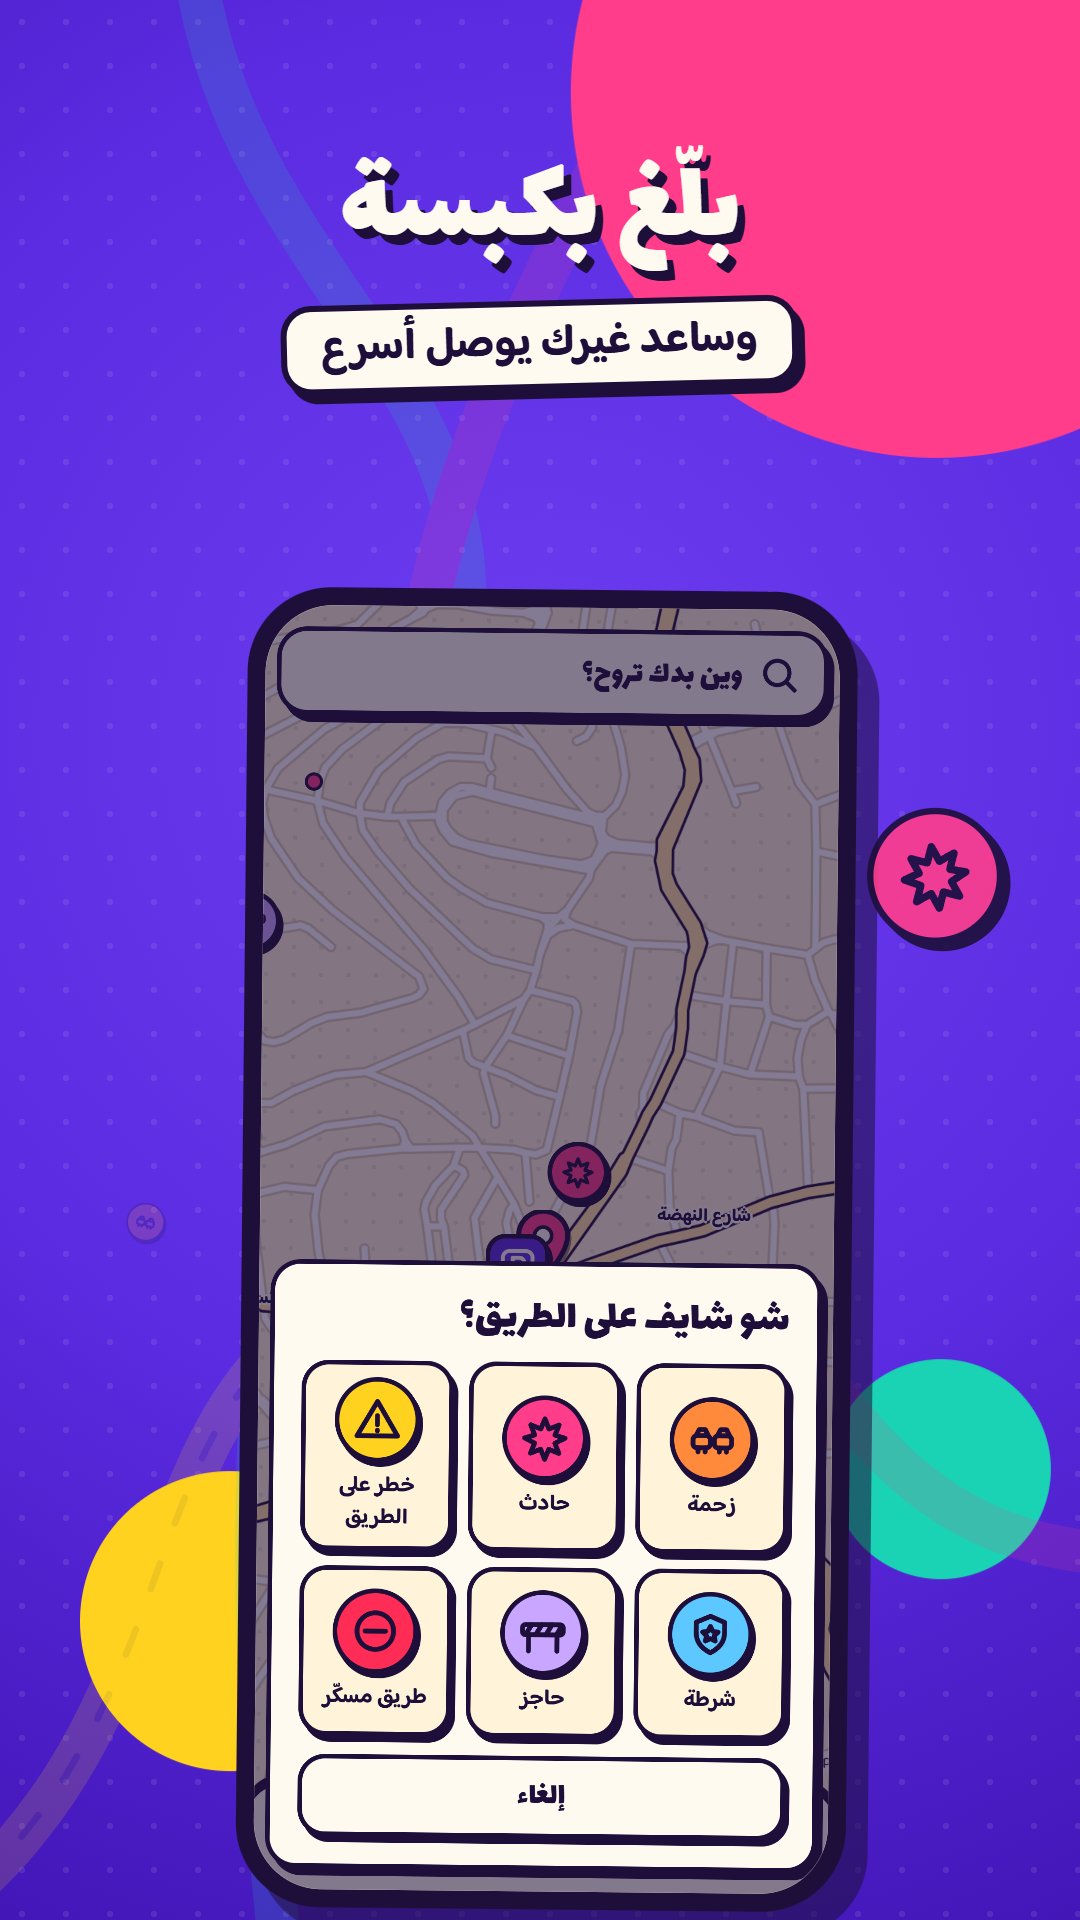 بلّغ بكبسة
وساعد غيرك يوصل أسرع
وين بدك تروح؟
شارع النهضة
شو شايف على الطريق؟
زحمة
حادث
خطر على
الطريق
شرطة
حاجز
طريق مسكّر
إلغاء